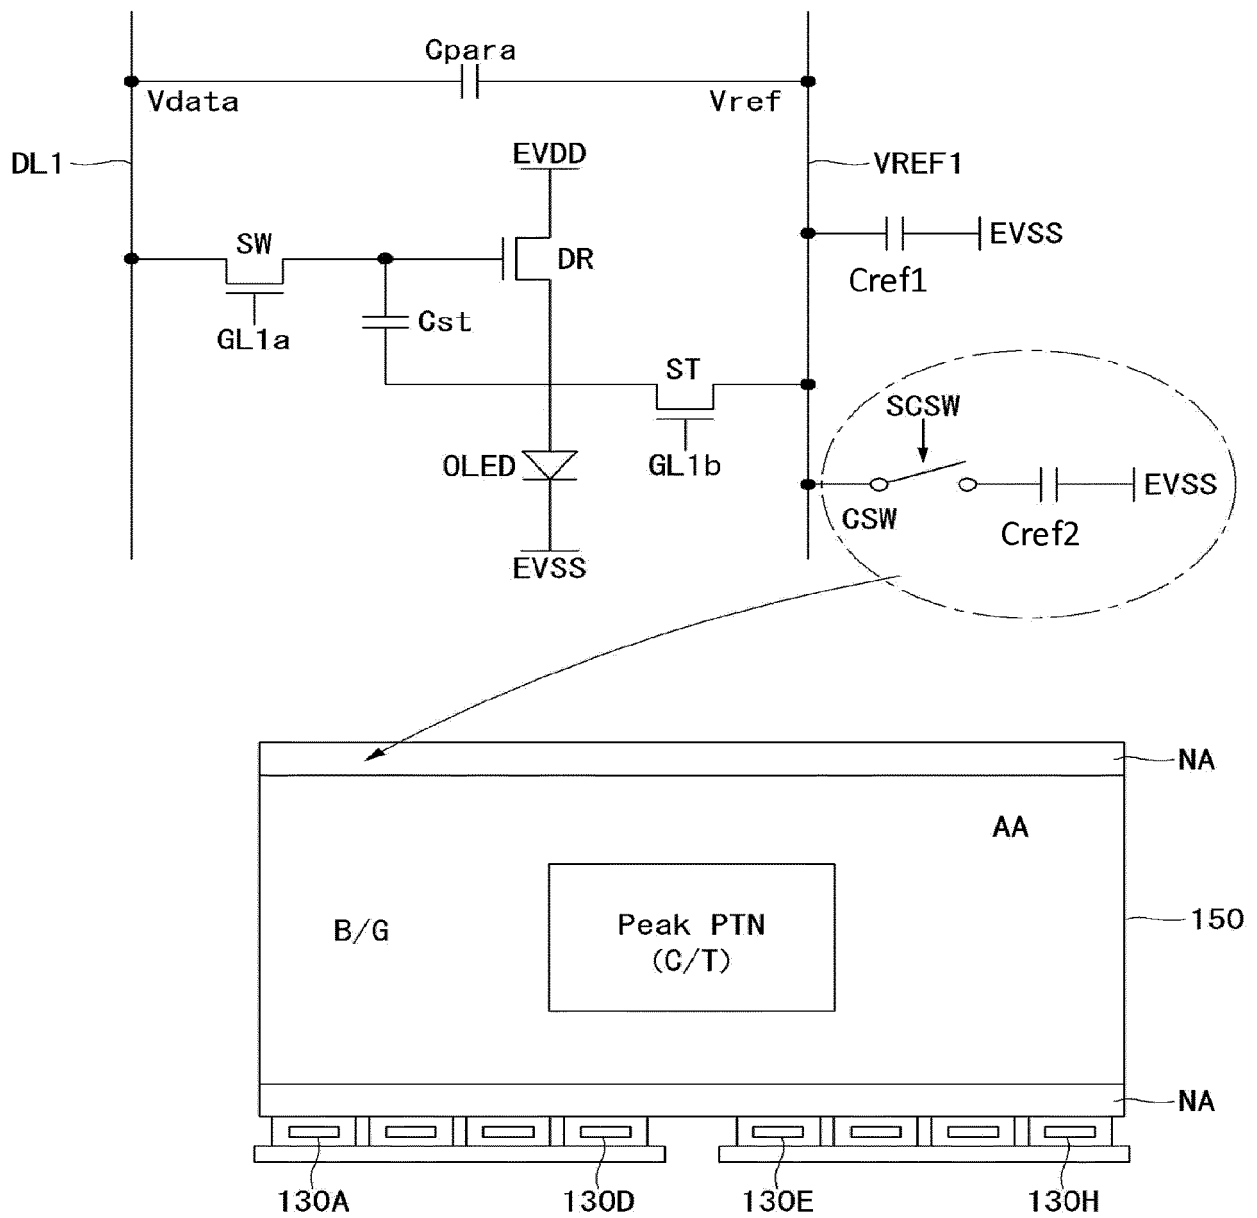 Cpara
Vdata
Vref
DL1
EVDD
VREF1
SW
DR
EVSS
Cref1
GL1a
Cst
ST
SCSW
OLED
GL1b
CSW
EVSS
Cref2
EVSS
NA
AA
B/G
Peak PTN
(C/T)
150
NA
130A
130D
130E
130H